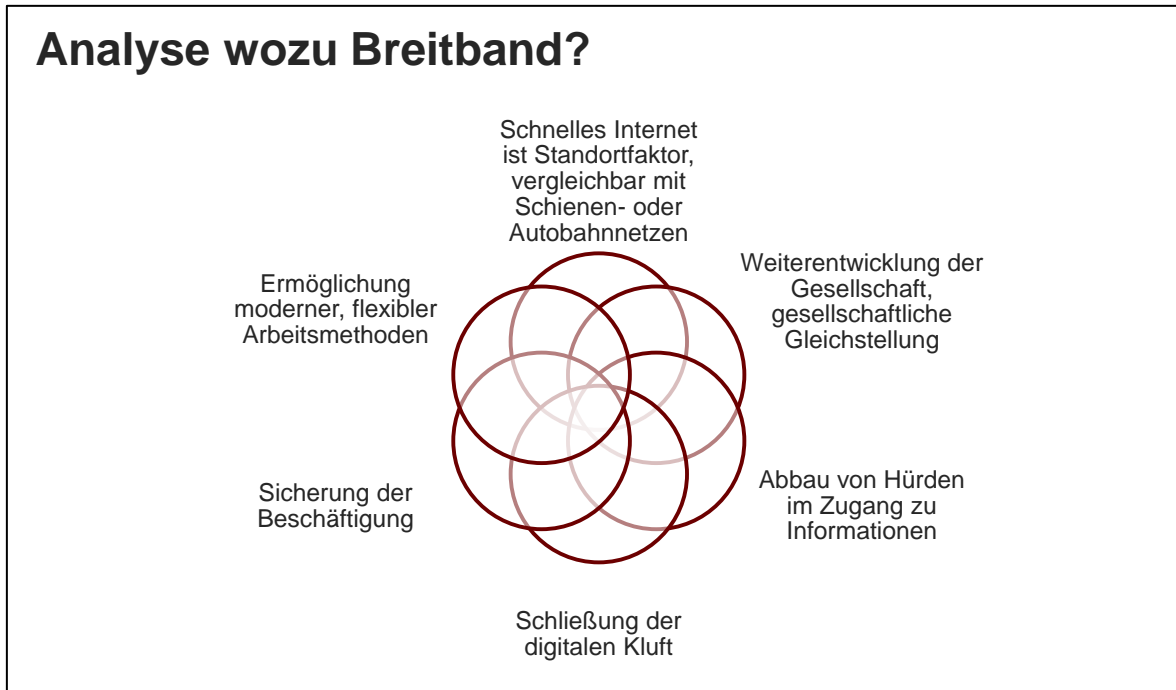 Analyse wozu Breitband?
Schnelles Internet
ist Standortfaktor,
vergleichbar mit
Schienen- oder
Autobahnnetzen
Weiterentwicklung der
Gesellschaft,
gesellschaftliche
Gleichstellung
Abbau von Hürden
im Zugang zu
Informationen
Schließung der
digitalen Kluft
Sicherung der
Beschäftigung
Ermöglichung
moderner, flexibler
Arbeitsmethoden